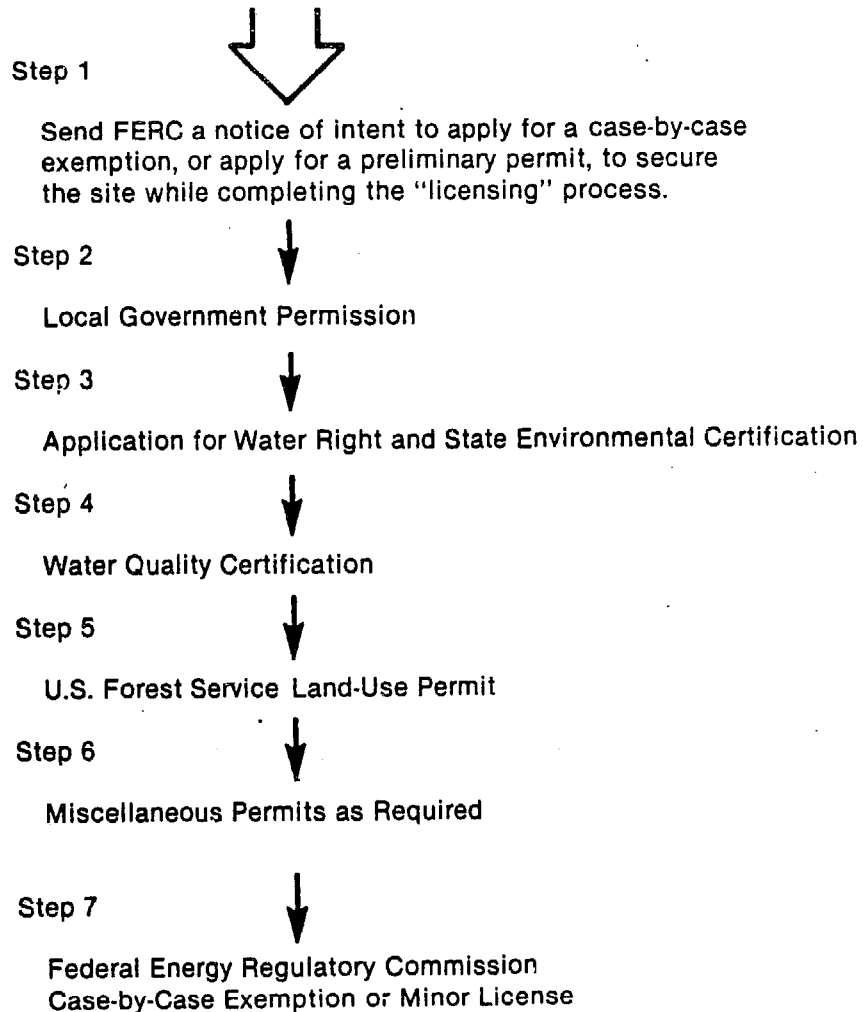 Step 1
Send FERC a notice of intent to apply for a case-by-case
exemption, or apply for a preliminary permit, to secure
the site while completing the "licensing" process.
Step 2
Local Government Permission
Step 3
Application for Water Right and State Environmental Certification
Step 4
Water Quality Certification
Step 5
U.S. Forest Service Land-Use Permit
Step 6
Miscellaneous Permits as Required
Step 7
Federal Energy Regulatory Commission
Case-by-Case Exemption or Minor License